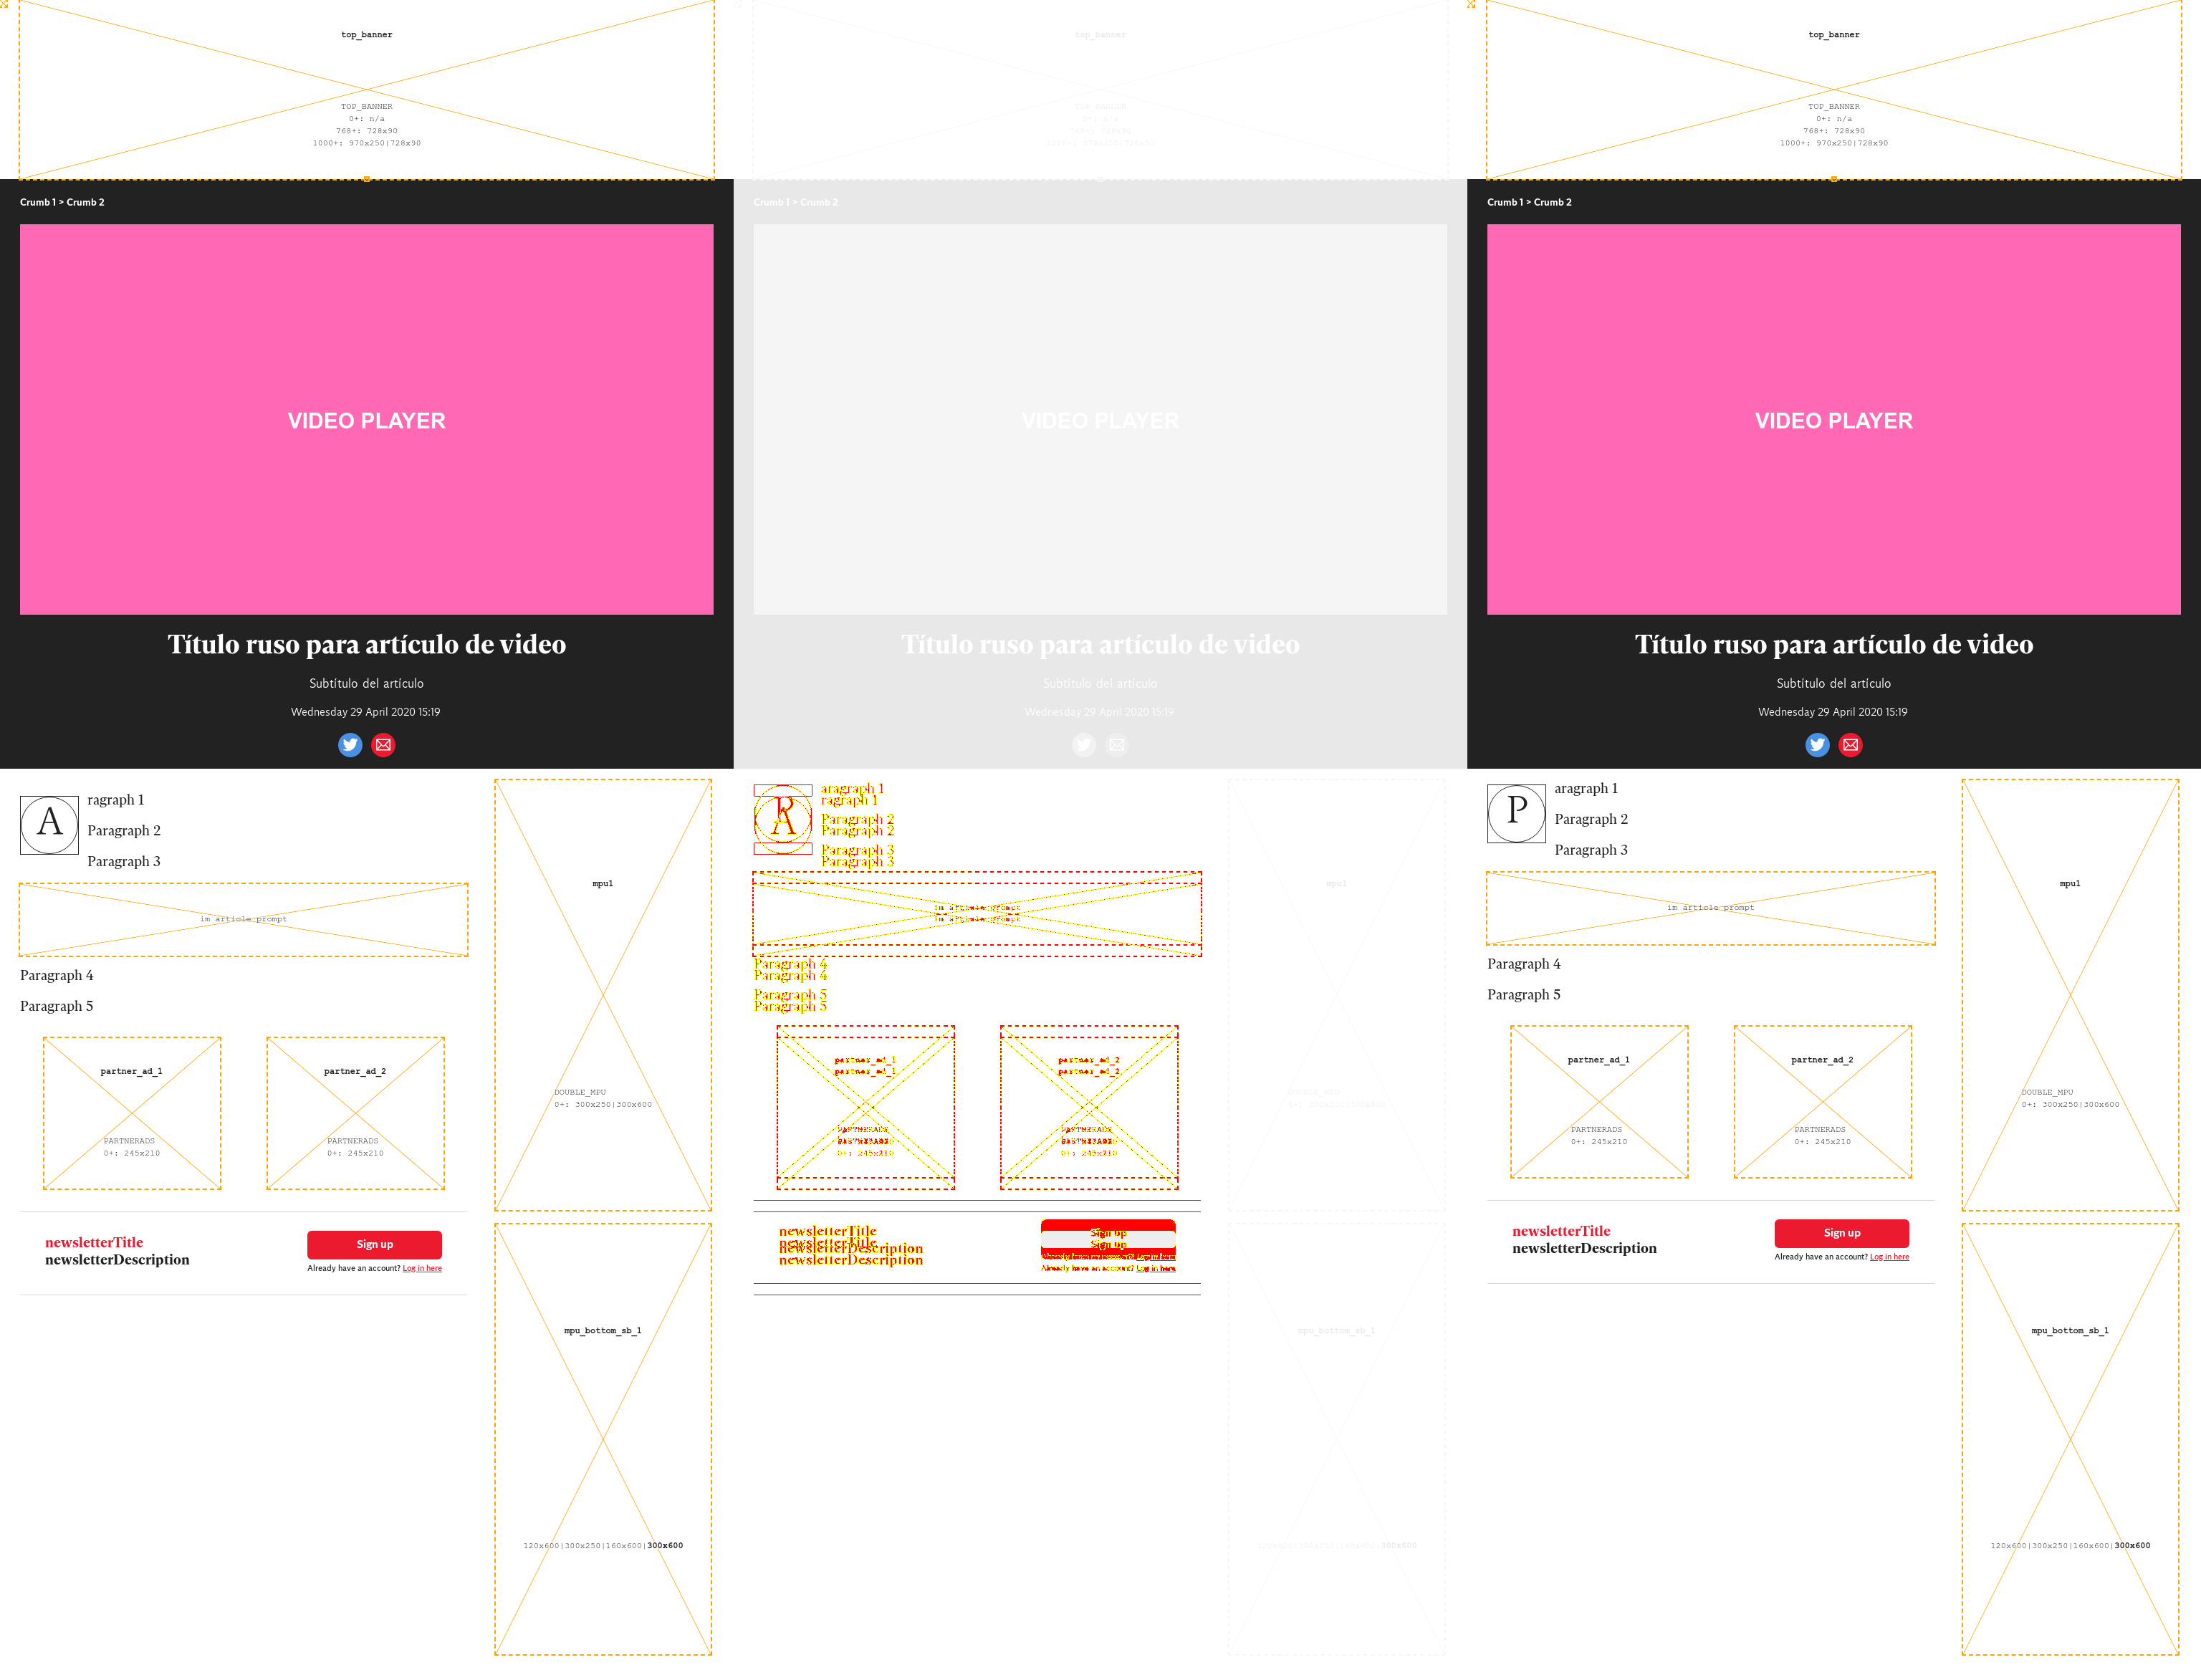 top_banner
TOP_BANNER
0+: n/a
768+: 728x90
1000+: 970x250|728x90
Crumb 1 > Crumb 2
VIDEO PLAYER
Título ruso para artículo de video
Subtítulo del artículo
Wednesday 29 April 2020 15:19
A
ragraph 1
Paragraph 2
Paragraph 3
im article prompt
Paragraph 4
Paragraph 5
partner_ad_1
PARTNERADS
0+: 245x210
partner_ad_2
PARTNERADS
0+: 245x210
newsletterTitle
newsletterDescription
Sign up
Already have an account? Log in here
mpu1
DOUBLE_MPU
0+: 300x250|300x600
mpu_bottom_sb_1
120x600|300x250|160x600|300x600
top_banner
TOP_BANNER
0+: n/a
768+: 728x90
1000+: 970x250|728x90
Crumb 1 > Crumb 2
VIDEO PLAYER
Título ruso para artículo de video
Subtítulo del artículo
Wednesday 29 April 2020 15:19
A
aragraph 1
ragraph 1
Paragraph 2
Paragraph 2
Paragraph 3
Paragraph 3
im article prompt
im article prompt
Paragraph 4
Paragraph 4
Paragraph 5
Paragraph 5
partner_ad_1
partner_ad_1
PARTNERADS
0+: 245x210
partner_ad_2
partner_ad_2
PARTNERADS
0+: 245x210
newsletterTitle
newsletterTitle
newsletterDescription
newsletterDescription
Sign up
Sign up
Already have an account? Log in here
mpu1
DOUBLE_MPU
0+: 300x250|300x600
mpu_bottom_sb_1
120x600|300x250|160x600|300x600
top_banner
TOP_BANNER
0+: n/a
768+: 728x90
1000+: 970x250|728x90
Crumb 1 > Crumb 2
VIDEO PLAYER
Título ruso para artículo de video
Subtítulo del artículo
Wednesday 29 April 2020 15:19
P
aragraph 1
Paragraph 2
Paragraph 3
im article prompt
Paragraph 4
Paragraph 5
partner_ad_1
PARTNERADS
0+: 245x210
partner_ad_2
PARTNERADS
0+: 245x210
newsletterTitle
newsletterDescription
Sign up
Already have an account? Log in here
mpu1
DOUBLE_MPU
0+: 300x250|300x600
mpu_bottom_sb_1
120x600|300x250|160x600|300x600